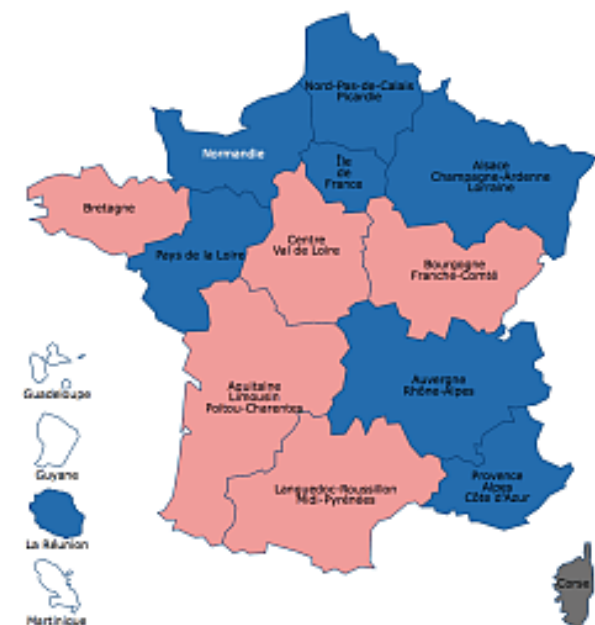 Nord-Pas-de-Calais
Picardie
Normandie
Île
de
France
Alsace
Champagne-Ardenne
Lorraine
Bretagne
Pays de la Loire
Centre
Val de Loire
Bourgogne
Franche-Comté
Guadeloupe
Aquitaine
Limousin
Poitou-Charentes
Auvergne
Rhône-Alpes
Guyane
Languedoc-Roussillon
Midi-Pyrénées
Provence
Alpes
Côte d'Azur
La Réunion
Corse
Martinique